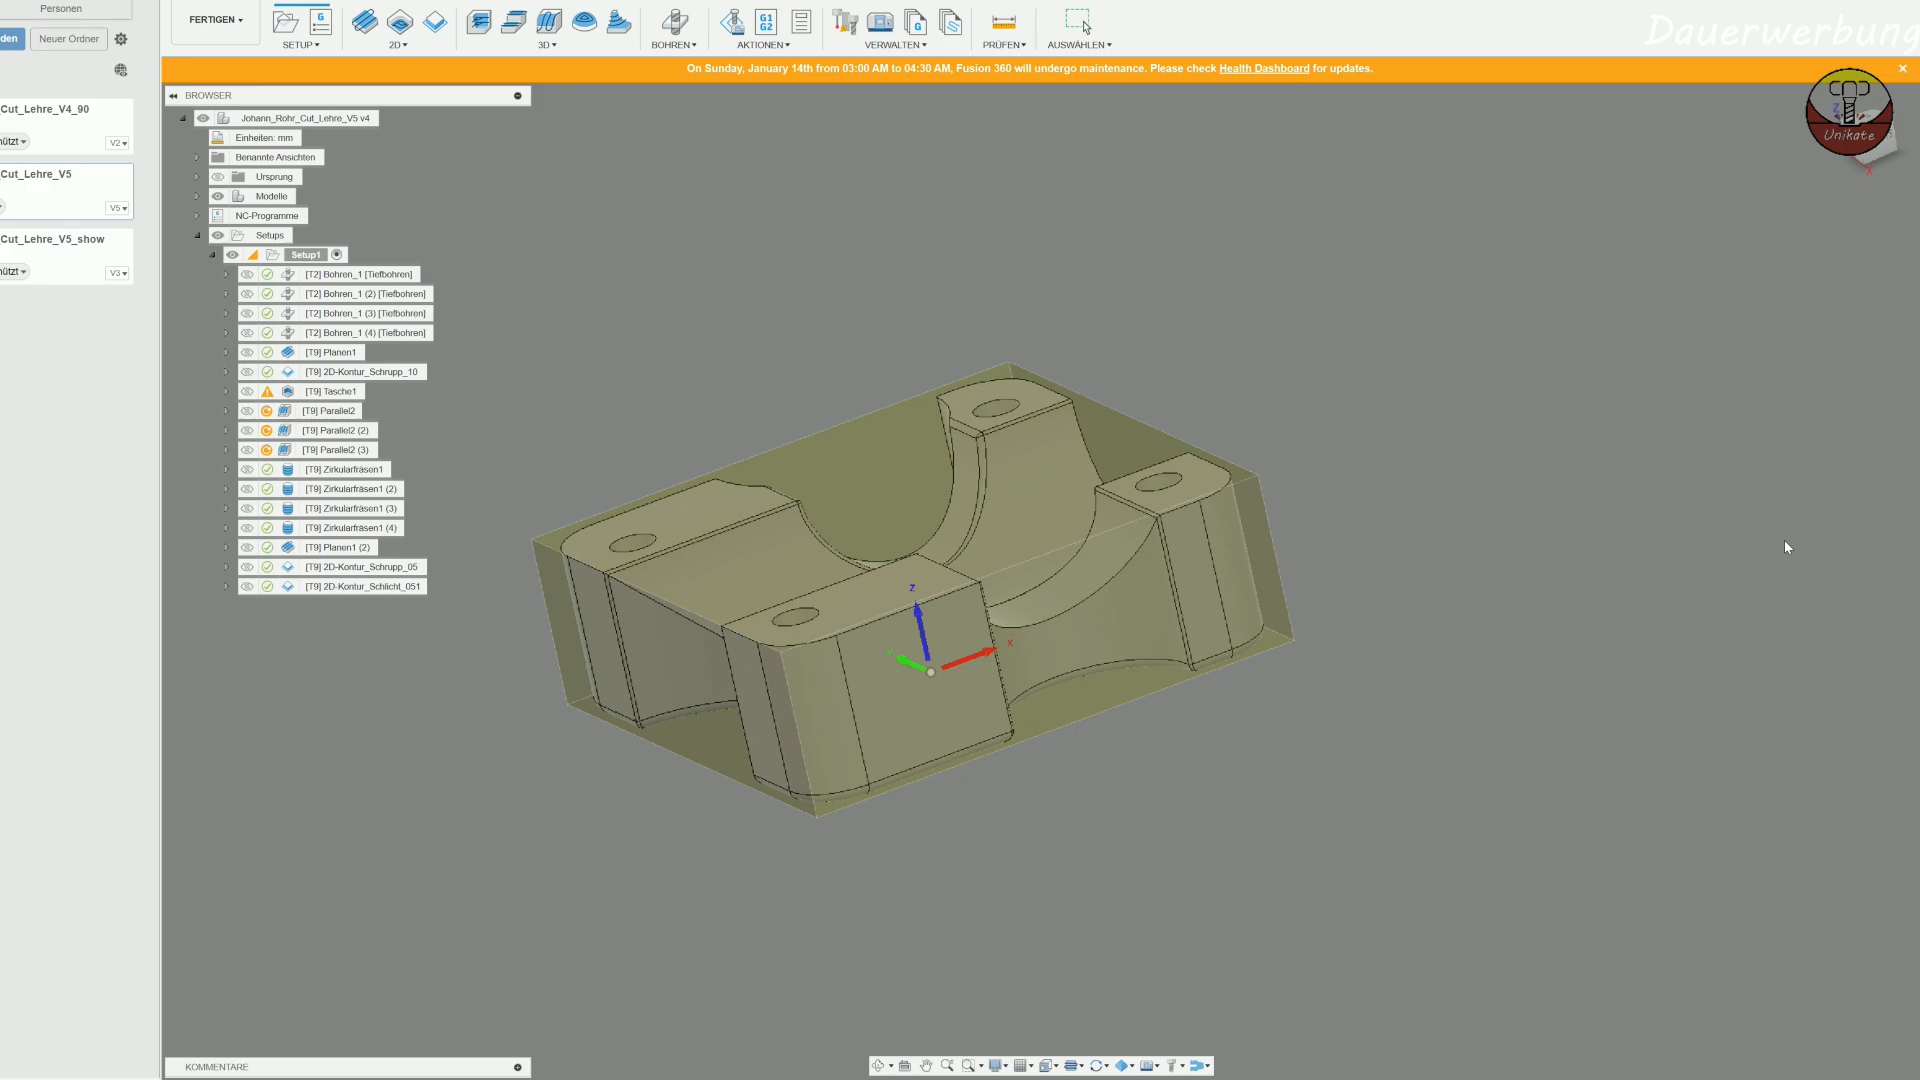 Personen
den
Neuer Ordner
Cut_Lehre_V4_90
nützt
V2
Cut_Lehre_V5
V5
Cut_Lehre_V5_show
nützt
V3
FERTIGEN
SETUP
2D
3D
BOHREN
G1
G2
AKTIONEN
VERWALTEN
PRÜFEN
AUSWÄHLEN
Dauerwerbung
On Sunday, January 14th from 03:00 AM to 04:30 AM, Fusion 360 will undergo maintenance. Please check Health Dashboard for updates.
CND
Unikate
Z
X
BROWSER
Johann_Rohr_Cut_Lehre_V5 v4
Einheiten: mm
Benannte Ansichten
Ursprung
Modelle
NC-Programme
Setups
Setup1
[T2] Bohren_1 [Tiefbohren]
[T2] Bohren_1 (2) [Tiefbohren]
[T2] Bohren_1 (3) [Tiefbohren]
[T2] Bohren_1 (4) [Tiefbohren]
[T9] Planen1
[T9] 2D-Kontur_Schrupp_10
[T9] Tasche1
[T9] Parallel2
[T9] Parallel2 (2)
[T9] Parallel2 (3)
[T9] Zirkularfräsen1
[T9] Zirkularfräsen1 (2)
[T9] Zirkularfräsen1 (3)
[T9] Zirkularfräsen1 (4)
[T9] Planen1 (2)
[T9] 2D-Kontur_Schrupp_05
[T9] 2D-Kontur_Schlicht_051
Z
Y
X
KOMMENTARE